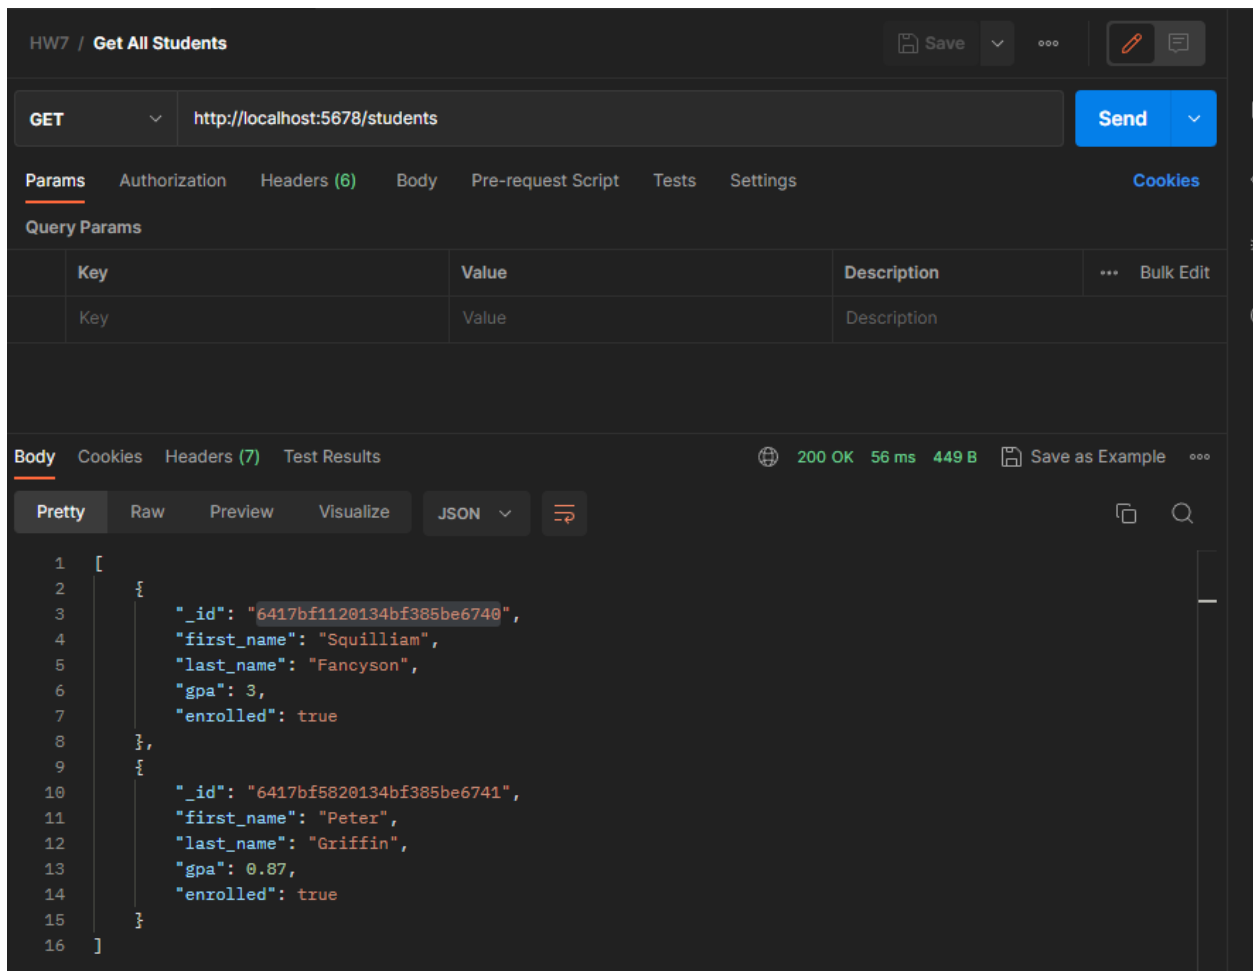 HW7 / Get All Students Save
GET http://localhost:5678/students Send
Params Authorization Headers (6) Body Pre-request Script Tests Settings Cookies
Query Params
Key Value Description Bulk Edit
Key Value Description
Body Cookies Headers (7) Test Results 200 OK 56 ms 449 B Save as Example
Pretty Raw Preview Visualize JSON
1 [
2 {
3 "_id": "6417bf1120134bf385be6740",
4 "first_name": "Squilliam",
5 "last_name": "Fancyson",
6 "gpa": 3,
7 "enrolled": true
8 },
9 {
10 "_id": "6417bf5820134bf385be6741",
11 "first_name": "Peter",
12 "last_name": "Griffin",
13 "gpa": 0.87,
14 "enrolled": true
15 }
16 ]